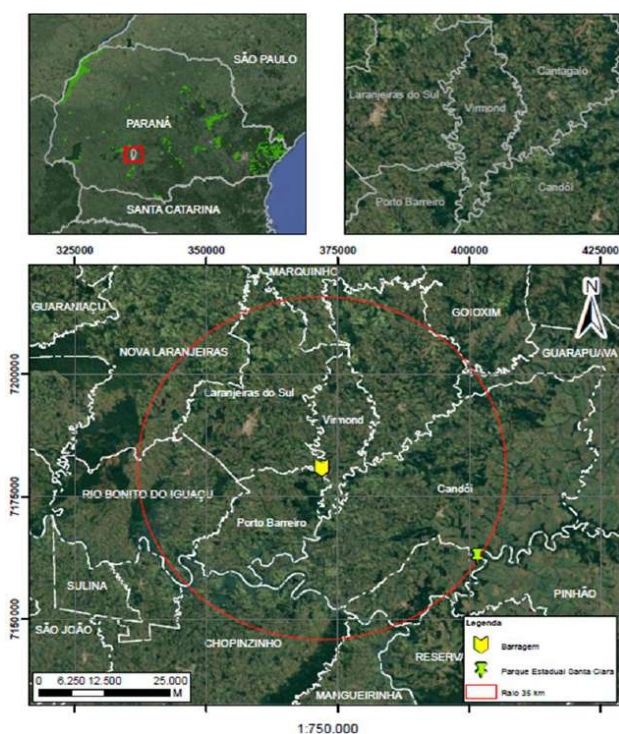 SÃO PAULO
PARANÁ
SANTA CATARINA
Cantagalo
Laranjeiras do Sul
Virmond
Porto Barreiro
Candói
325000 350000 375000 400000 425000
MARQUINHO
N
GUARANIAÇU
GOIOXIM
NOVA LARANJEIRAS
GUARAPUAVA
7200000
Laranjeiras do Sul
Virmond
7175000
RIO BONITO DO IGUAÇU
Candói
Porto Barreiro
SULINA
PINHÃO
7150000
SÃO JOÃO
CHOPINZINHO
Legenda
Barragem
RESERVA
Parque Estadual Santa Clara
Raio 35 km
MANGUEIRINHA
0 6.250 12.500 25.000
M
1:750.000